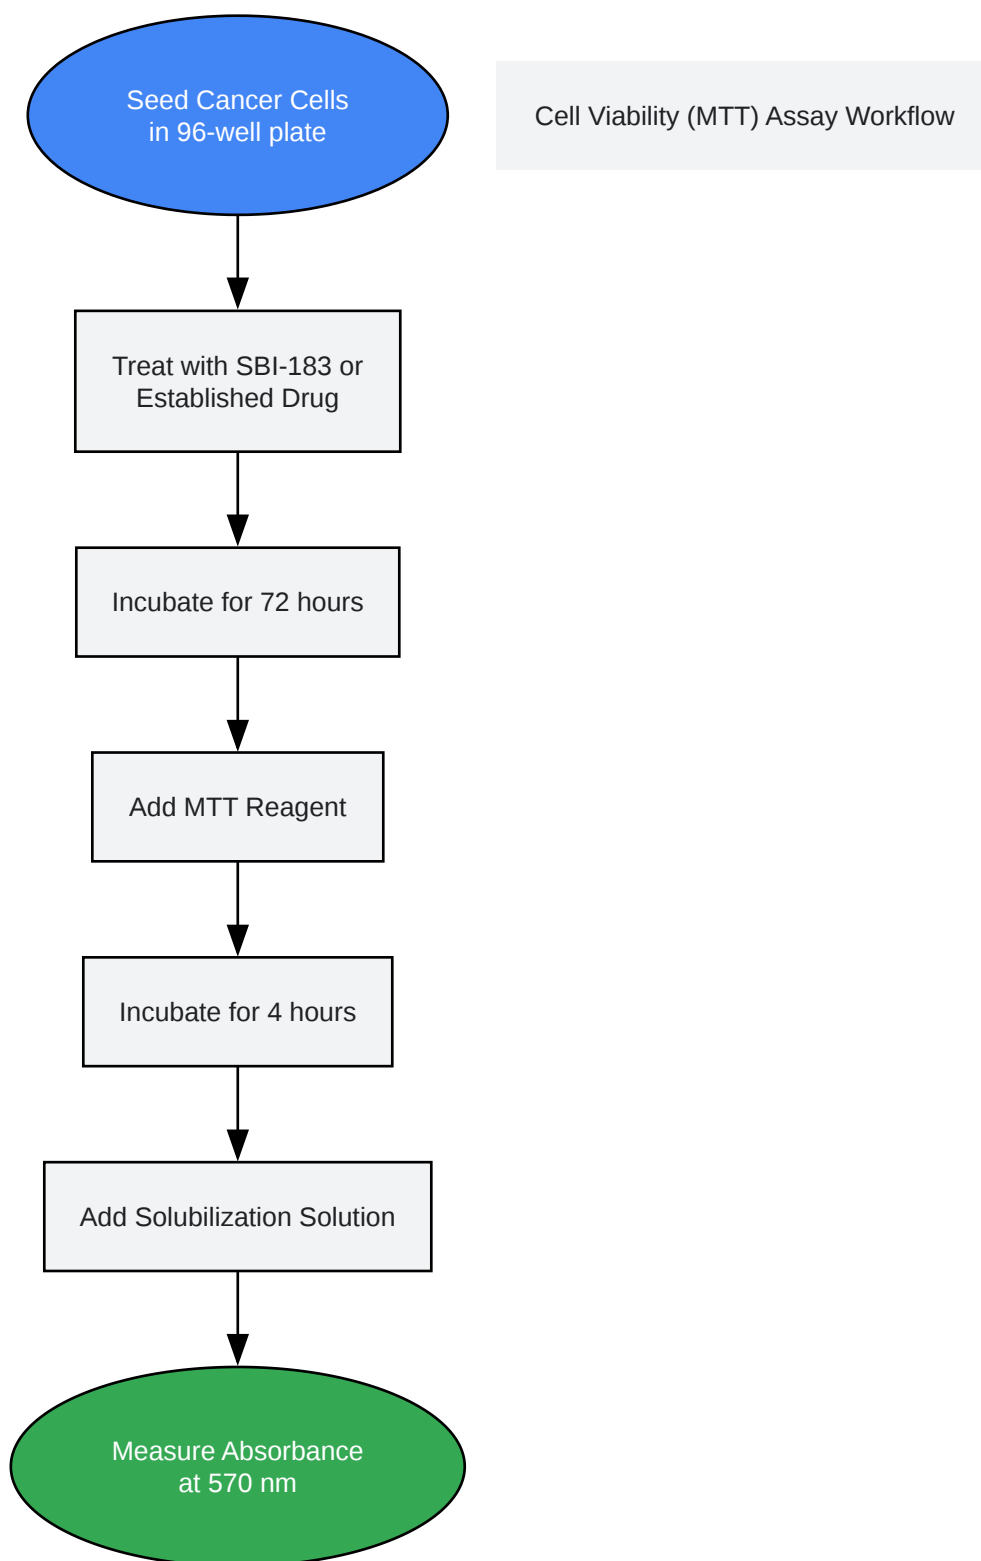 Seed Cancer Cells
in 96-well plate
Cell Viability (MTT) Assay Workflow
Treat with SBI-183 or
Established Drug
Incubate for 72 hours
Add MTT Reagent
Incubate for 4 hours
Add Solubilization Solution
Measure Absorbance
at 570 nm